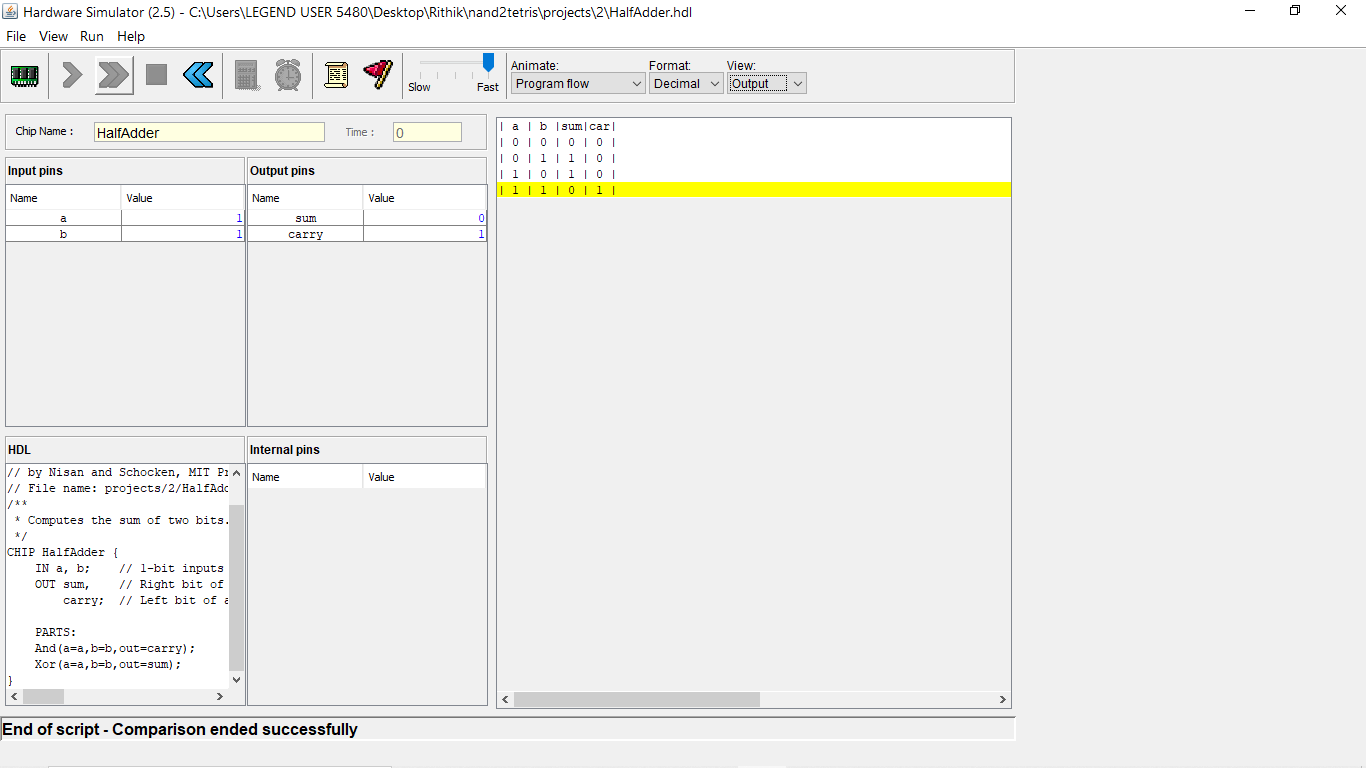 Hardware Simulator (2.5) - C:\Users\LEGEND USER 5480\Desktop\Rithik\nand2tetris\projects\2\HalfAdder.hdl
File View Run Help
Slow Fast
Animate: Format: View:
Program flow Decimal Output
Chip Name : HalfAdder Time : 0
Input pins
Name Value
a 1
b 1
Output pins
Name Value
sum 0
carry 1
| a | b |sum|car|
| 0 | 0 | 0 | 0 |
| 0 | 1 | 1 | 0 |
| 1 | 0 | 1 | 0 |
| 1 | 1 | 0 | 1 |
HDL
// by Nisan and Schocken, MIT Pr
// File name: projects/2/HalfAdd
/**
* Computes the sum of two bits.
*/
CHIP HalfAdder {
IN a, b; // 1-bit inputs
OUT sum, // Right bit of
carry; // Left bit of a
PARTS:
And(a=a,b=b,out=carry);
Xor(a=a,b=b,out=sum);
}
Internal pins
Name Value
End of script - Comparison ended successfully